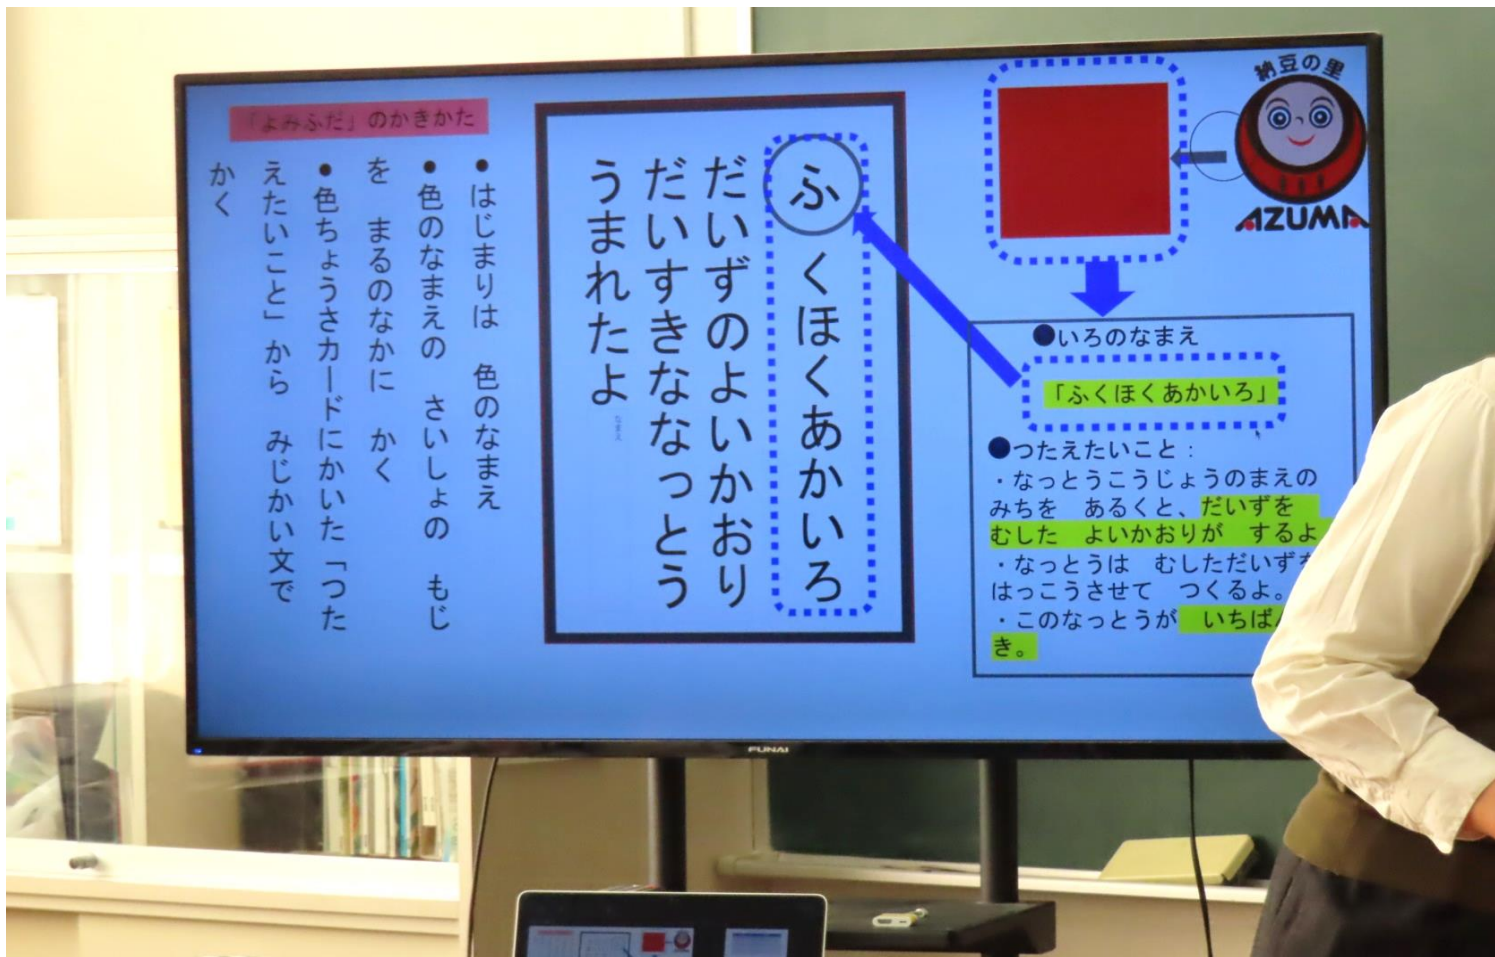 「よみふだ」のかきかた
●はじまりは　色のなまえ
●色のなまえの　さいしょの　もじ
を　まるのなかに　かく
●色ちょうさカードにかいた「つた
えたいこと」から　みじかい文で
かく
ふくほくあかいろ
だいずのよいかおり
だいすきななっとう
うまれたよ
なまえ
納豆の里
AZUMA
●いろのなまえ
「ふくほくあかいろ」
●つたえたいこと：
・なっとうこうじょうのまえの
みちを　あるくと、だいずを
むした　よいかおりが　するよ
・なっとうは　むしただいずを
はっこうさせて　つくるよ。
・このなっとうが　いちば
き。
FUNAI